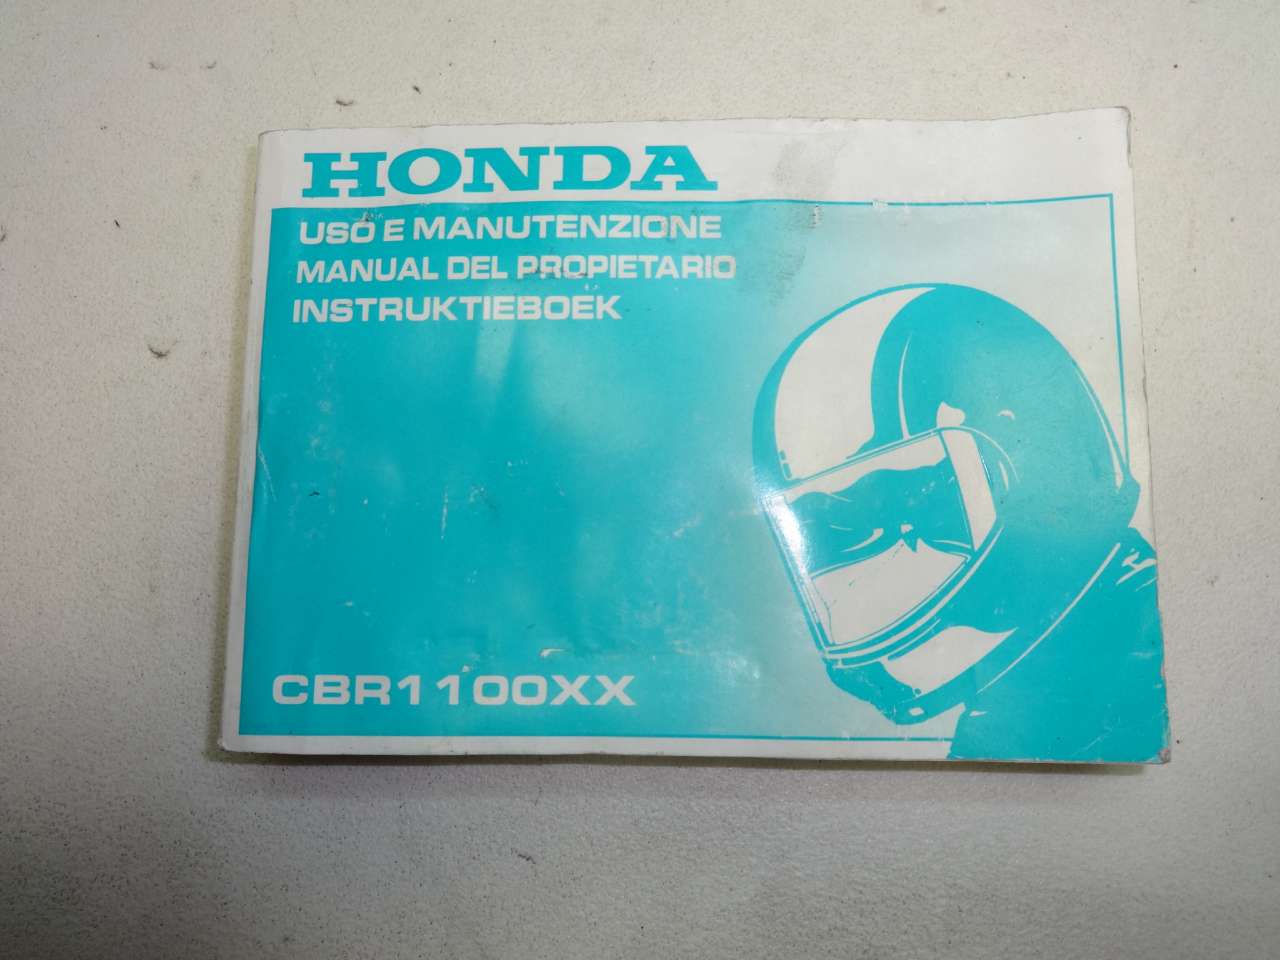 HONDA
USO E MANUTENZIONE
MANUAL DEL PROPIETARIO
INSTRUKTIEBOEK
CBR1100XX